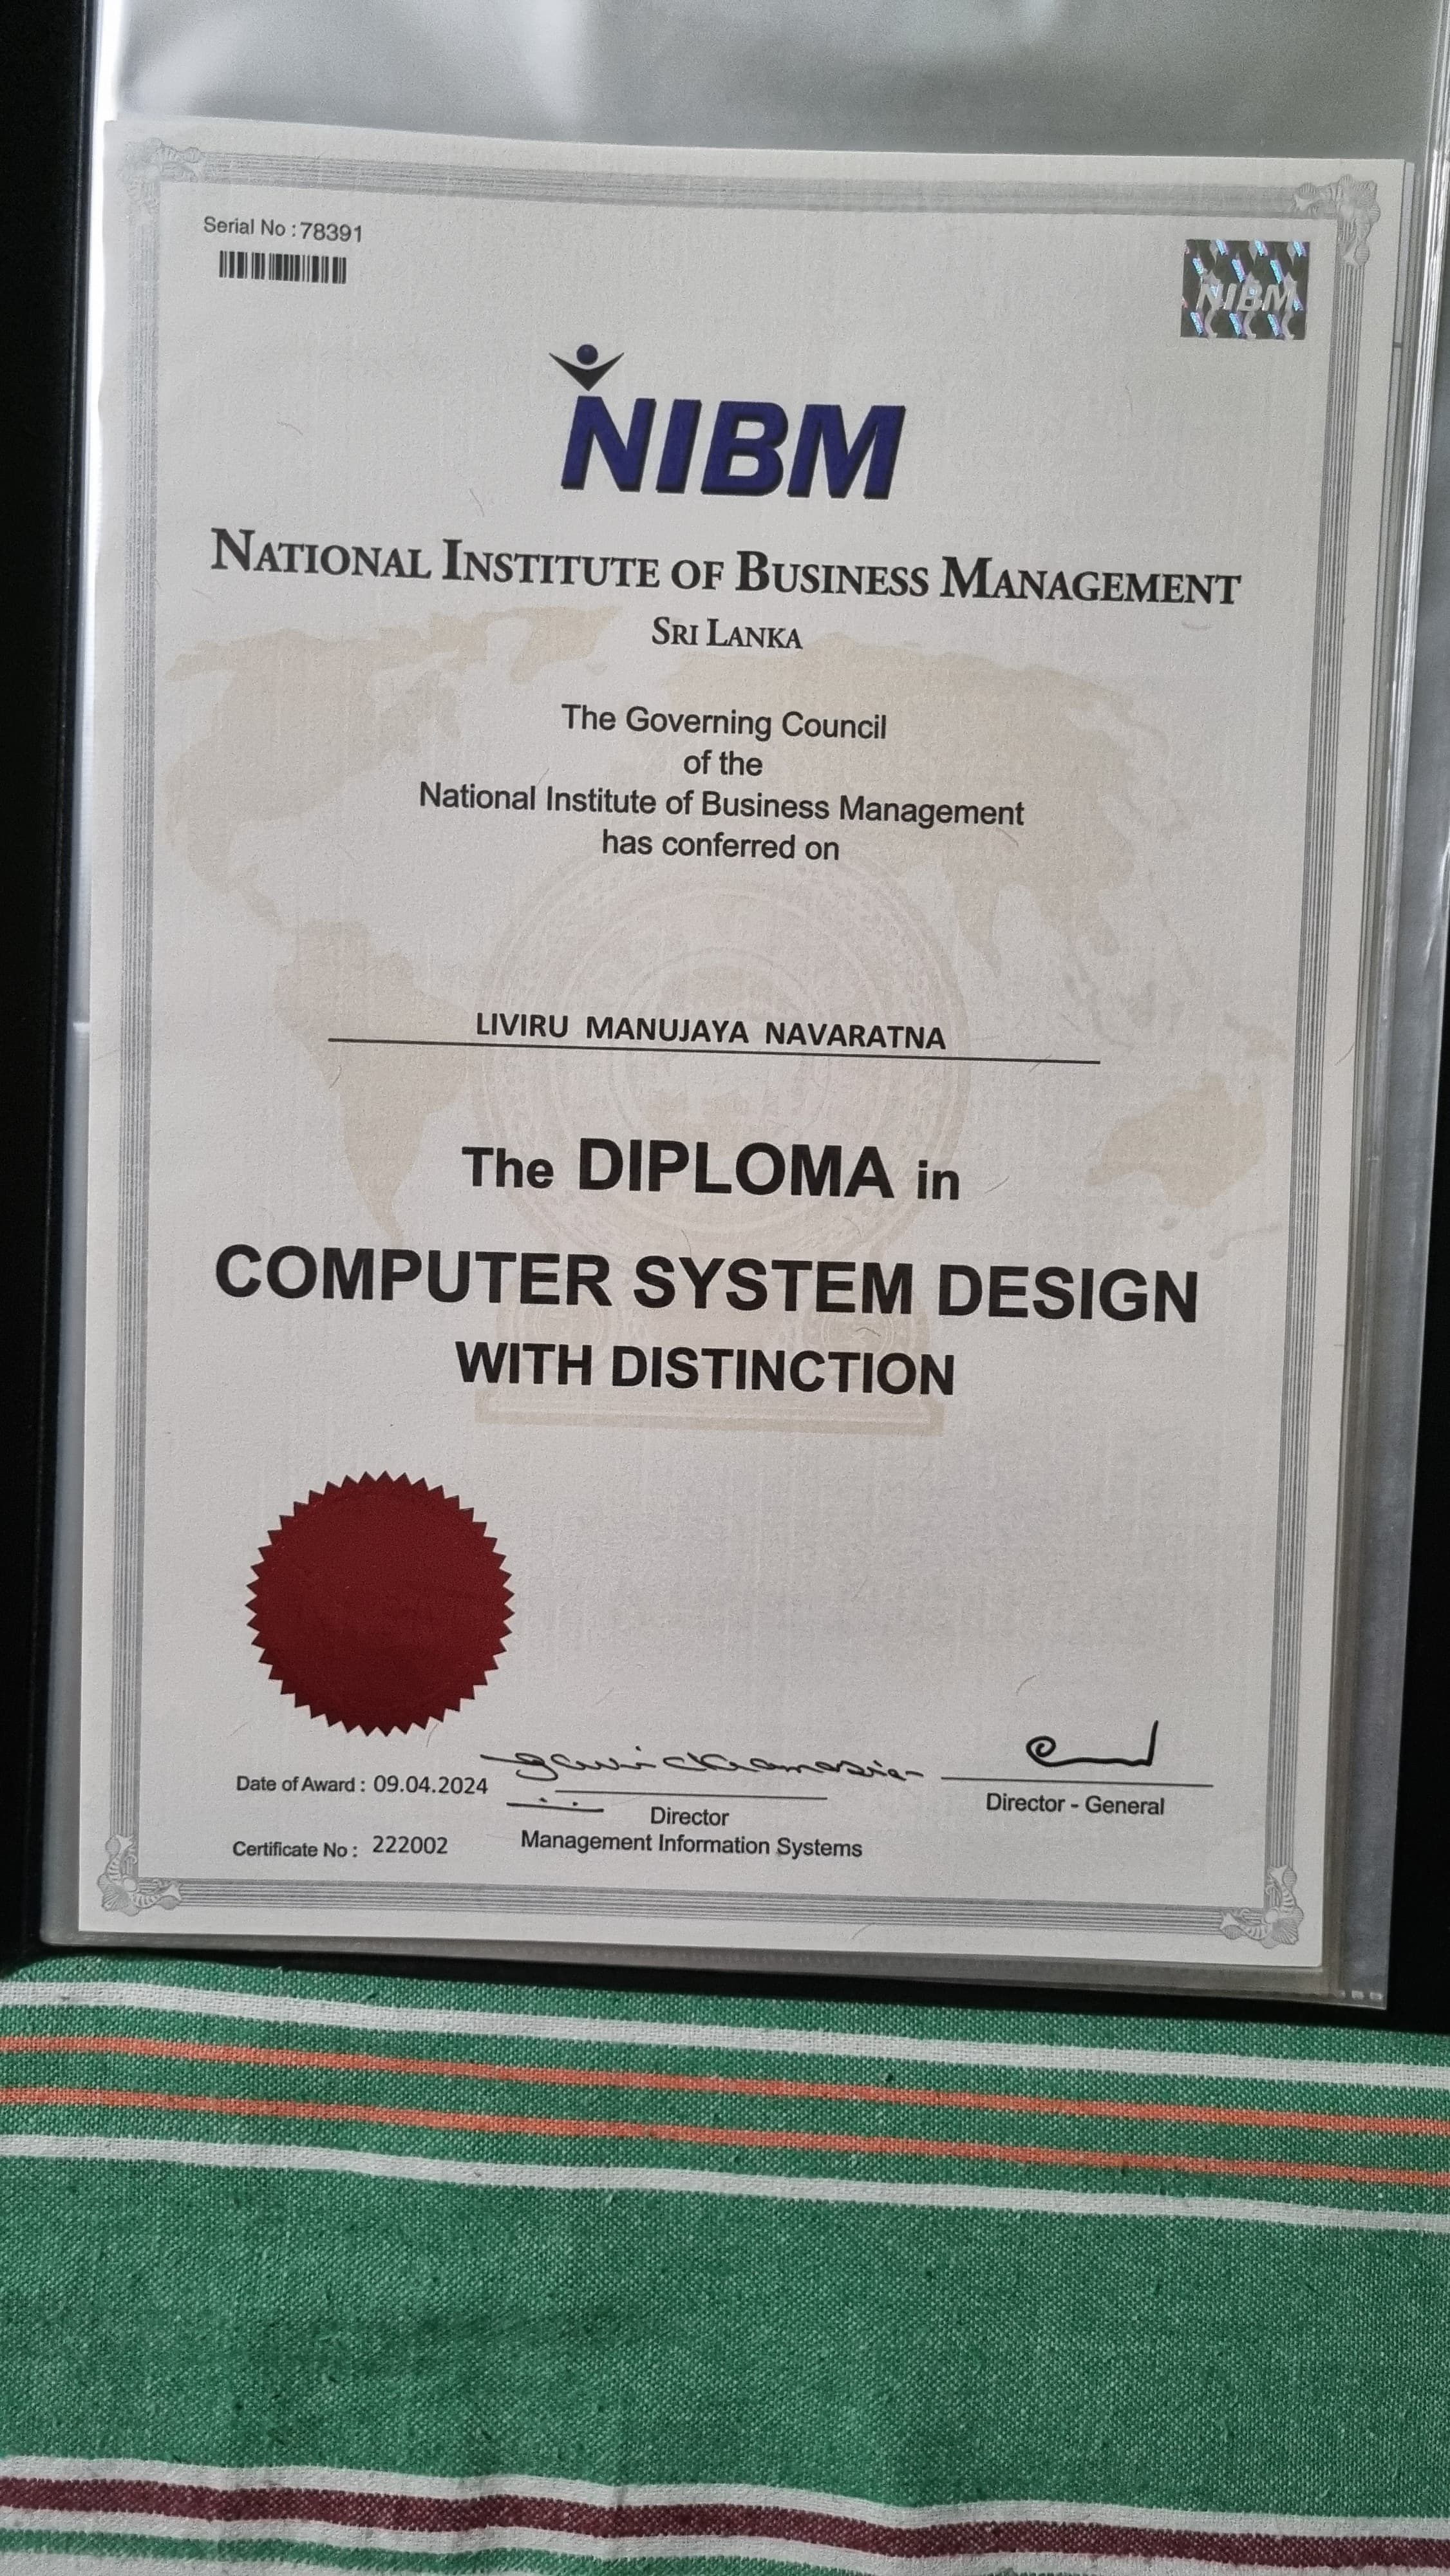 Serial No : 78391
NIBM
NIBM
NATIONAL INSTITUTE OF BUSINESS MANAGEMENT
SRI LANKA
The Governing Council
of the
National Institute of Business Management
has conferred on
LIVIRU MANUJAYA NAVARATNA
The DIPLOMA in
COMPUTER SYSTEM DESIGN
WITH DISTINCTION
Date of Award : 09.04.2024
Director
Management Information Systems
Director - General
Certificate No : 222002